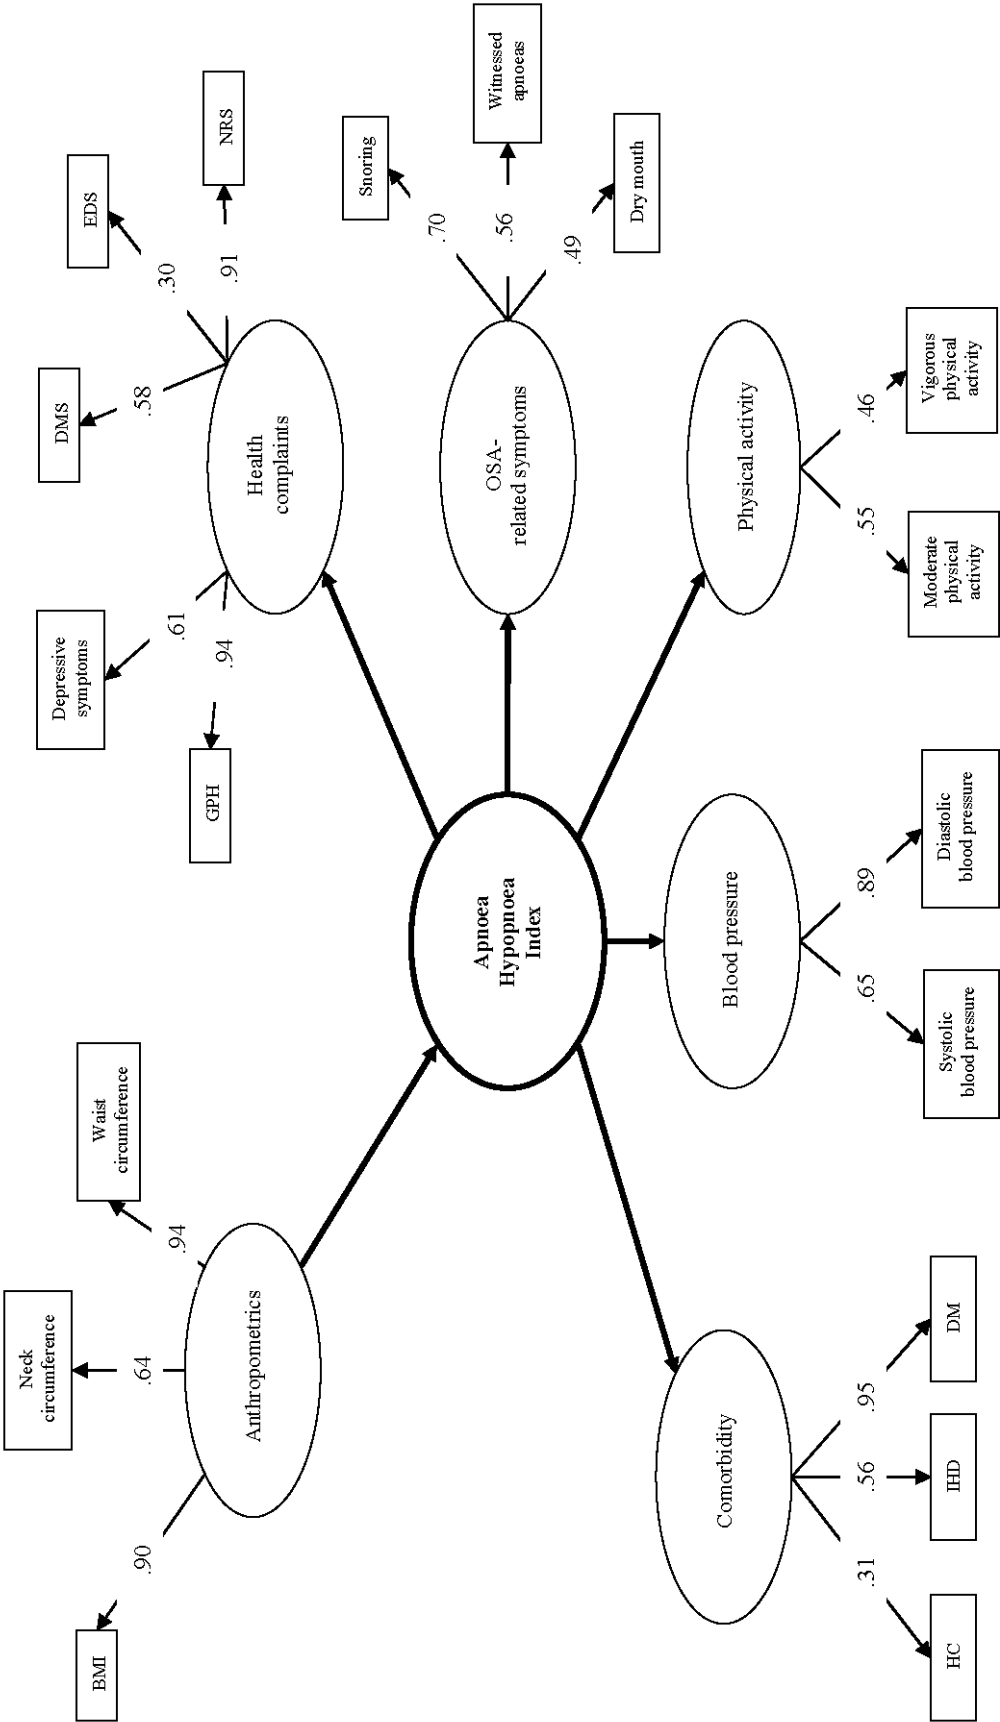 BMI
.90
Neck
circumference
.64
Waist
circumference
.94
Anthropometrics
Depressive
symptoms
.61
GPH
.94
DMS
.58
EDS
.30
NRS
.91
Health
complaints
Apnoea
Hypopnoea
Index
OSA-
related symptoms
Snoring
.70
Witnessed
apnoeas
.56
Dry mouth
.49
Comorbidity
.31
HC
.56
IHD
.95
DM
Blood pressure
.65
Systolic
blood pressure
.89
Diastolic
blood pressure
Physical activity
.55
Moderate
physical
activity
.46
Vigorous
physical
activity